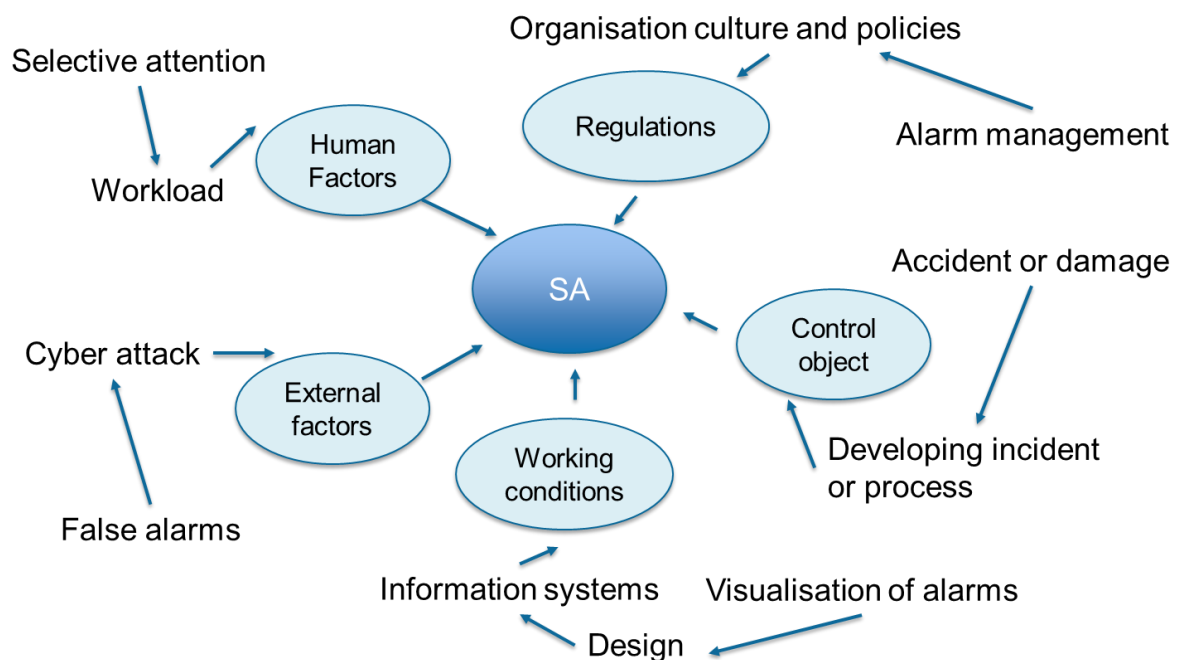 Organisation culture and policies
Selective attention
Regulations
Alarm management
Human
Factors
Workload
Accident or damage
SA
Control
object
Cyber attack
External
factors
Developing incident
or process
Working
conditions
False alarms
Information systems
Visualisation of alarms
Design